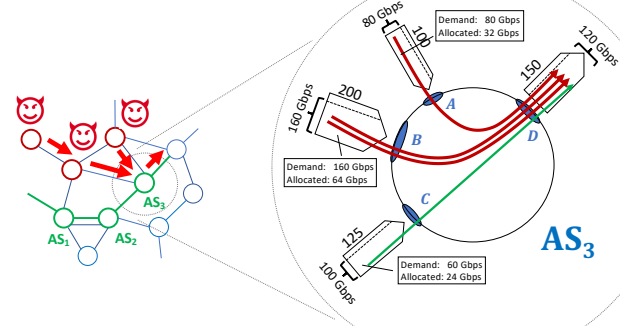 AS1
AS2
AS3
80 Gbps
100
Demand: 80 Gbps
Allocated: 32 Gbps
A
160 Gbps
200
B
Demand: 160 Gbps
Allocated: 64 Gbps
120 Gbps
150
D
C
125
100 Gbps
Demand: 60 Gbps
Allocated: 24 Gbps
AS3